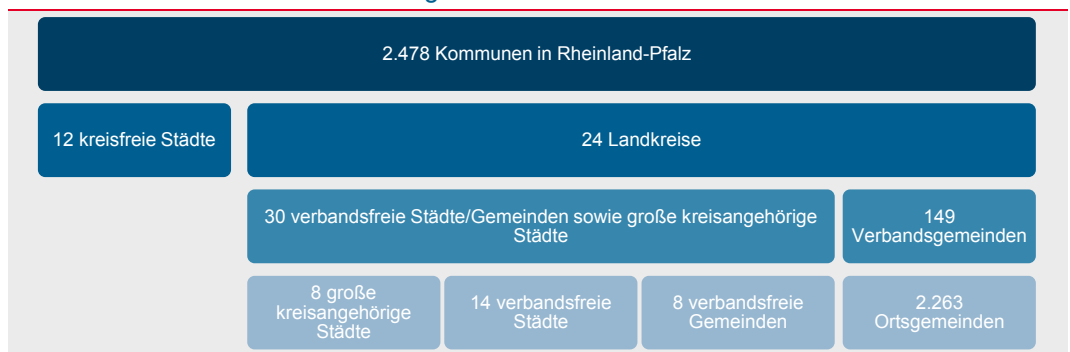 2.478 Kommunen in Rheinland-Pfalz
12 kreisfreie Städte
24 Landkreise
30 verbandsfreie Städte/Gemeinden sowie große kreisangehörige
Städte
149
Verbandsgemeinden
8 große
kreisangehörige
Städte
14 verbandsfreie
Städte
8 verbandsfreie
Gemeinden
2.263
Ortsgemeinden